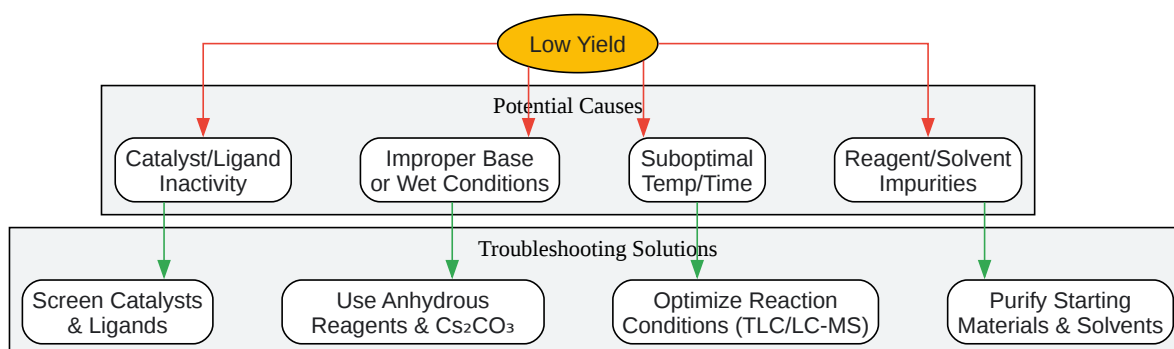 Low Yield
Potential Causes
Catalyst/Ligand
Inactivity
Improper Base
or Wet Conditions
Suboptimal
Temp/Time
Reagent/Solvent
Impurities
Troubleshooting Solutions
Screen Catalysts
& Ligands
Use Anhydrous
Reagents & Cs₂CO₃
Optimize Reaction
Conditions (TLC/LC-MS)
Purify Starting
Materials & Solvents